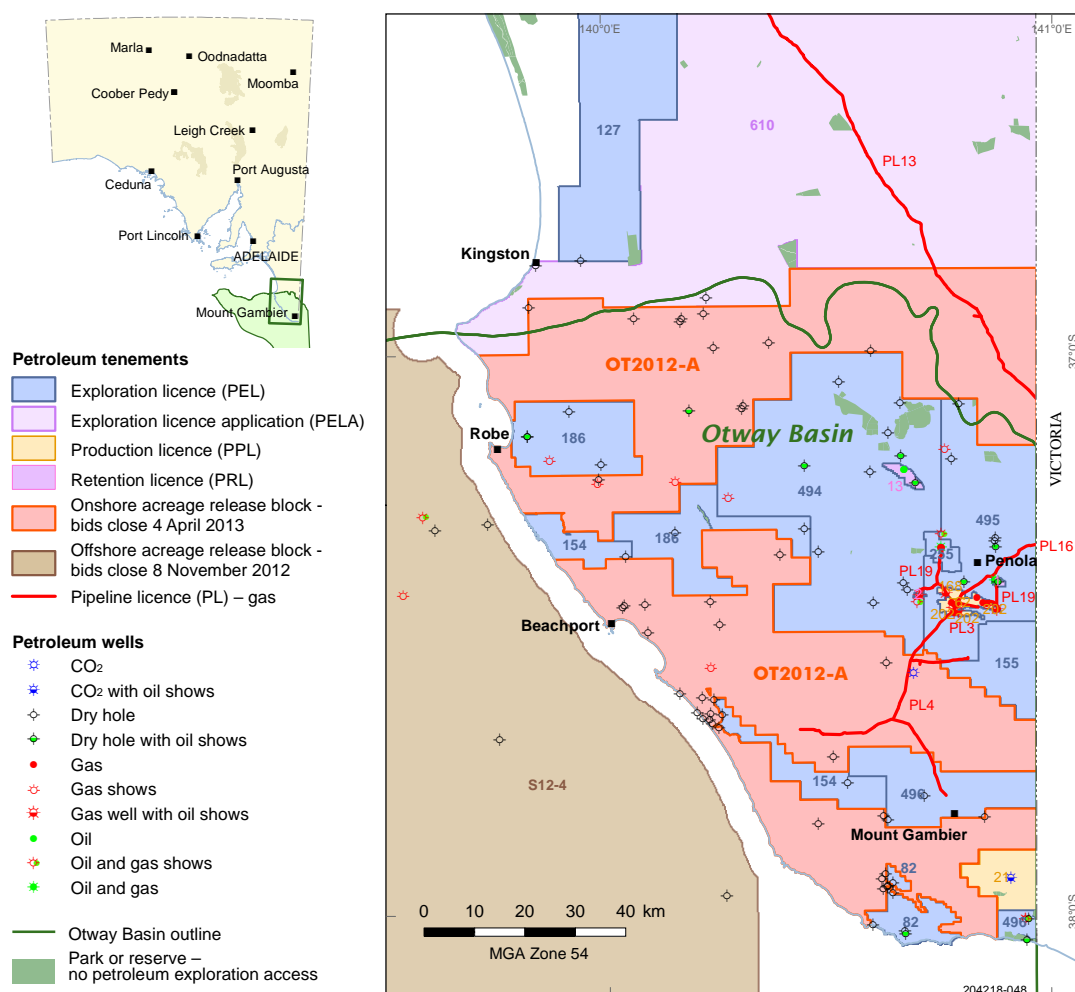 Marla
Oodnadatta
Moomba
Coober Pedy
Leigh Creek
Port Augusta
Ceduna
Port Lincoln
ADELAIDE
Mount Gambier
Petroleum tenements
Exploration licence (PEL)
Exploration licence application (PELA)
Production licence (PPL)
Retention licence (PRL)
Onshore acreage release block -
bids close 4 April 2013
Offshore acreage release block -
bids close 8 November 2012
Pipeline licence (PL) – gas
Petroleum wells
CO2
CO2 with oil shows
Dry hole
Dry hole with oil shows
Gas
Gas shows
Gas well with oil shows
Oil
Oil and gas shows
Oil and gas
Otway Basin outline
Park or reserve –
no petroleum exploration access
140°0'E
141°0'E
127
610
PL13
Kingston
37°0'S
OT2012-A
Otway Basin
VICTORIA
Robe
186
494
13
495
154
186
PL16
Penola
PL19
PL19
PL3
Beachport
155
OT2012-A
PL4
S12-4
154
496
Mount Gambier
82
21
82
496
38°0'S
0 10 20 30 40 km
MGA Zone 54
204218-048